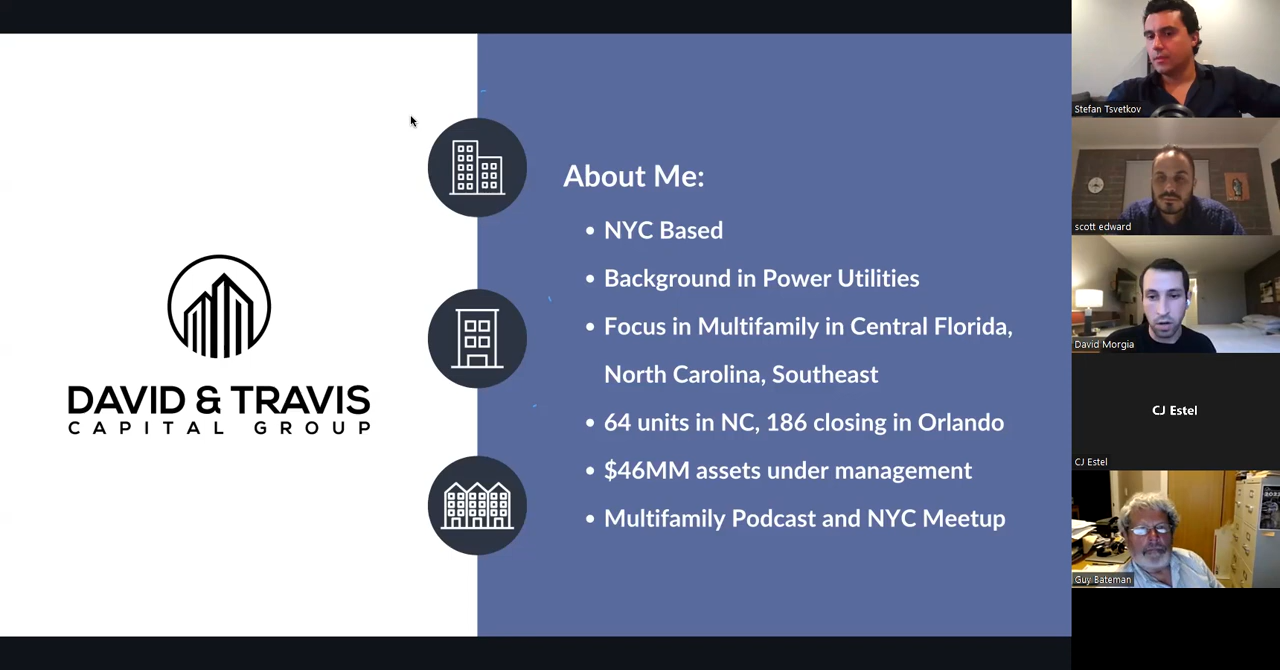 DAVID & TRAVIS
CAPITAL GROUP
About Me:
• NYC Based
• Background in Power Utilities
• Focus in Multifamily in Central Florida,
North Carolina, Southeast
• 64 units in NC, 186 closing in Orlando
• $46MM assets under management
• Multifamily Podcast and NYC Meetup
Stefan Tsvetkov
scott edward
David Morgia
CJ Estel
CJ Estel
Guy Bateman